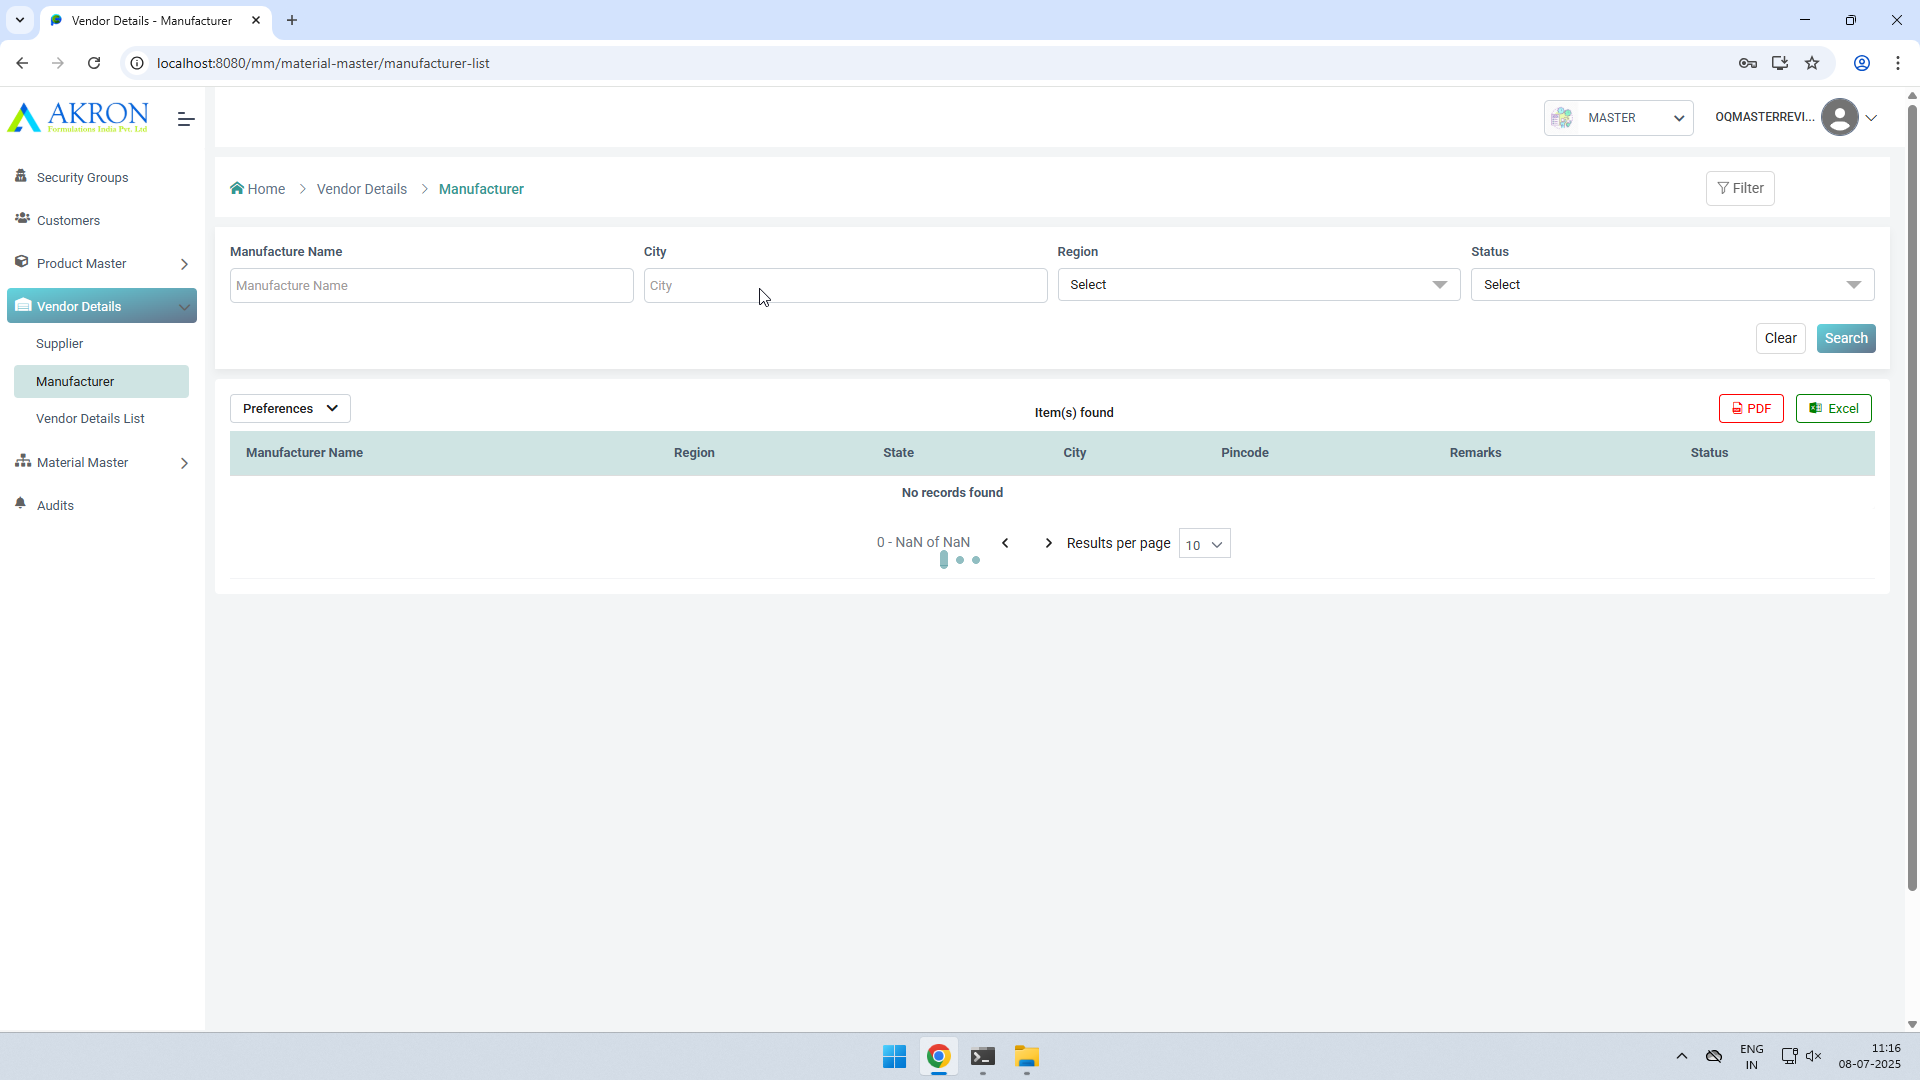 Vendor Details - Manufacturer
localhost:8080/mm/material-master/manufacturer-list
AKRON
Formulations India Pvt. Ltd
MASTER
OQMASTERREVI...
Security Groups
Customers
Product Master
Vendor Details
Supplier
Manufacturer
Vendor Details List
Material Master
Audits
Home > Vendor Details > Manufacturer
Filter
Manufacture Name City Region Status
Manufacture Name City Select Select
Clear Search
Preferences
Item(s) found
PDF Excel
Manufacturer Name Region State City Pincode Remarks Status
No records found
0 - NaN of NaN Results per page 10
ENG
IN
11:16
08-07-2025